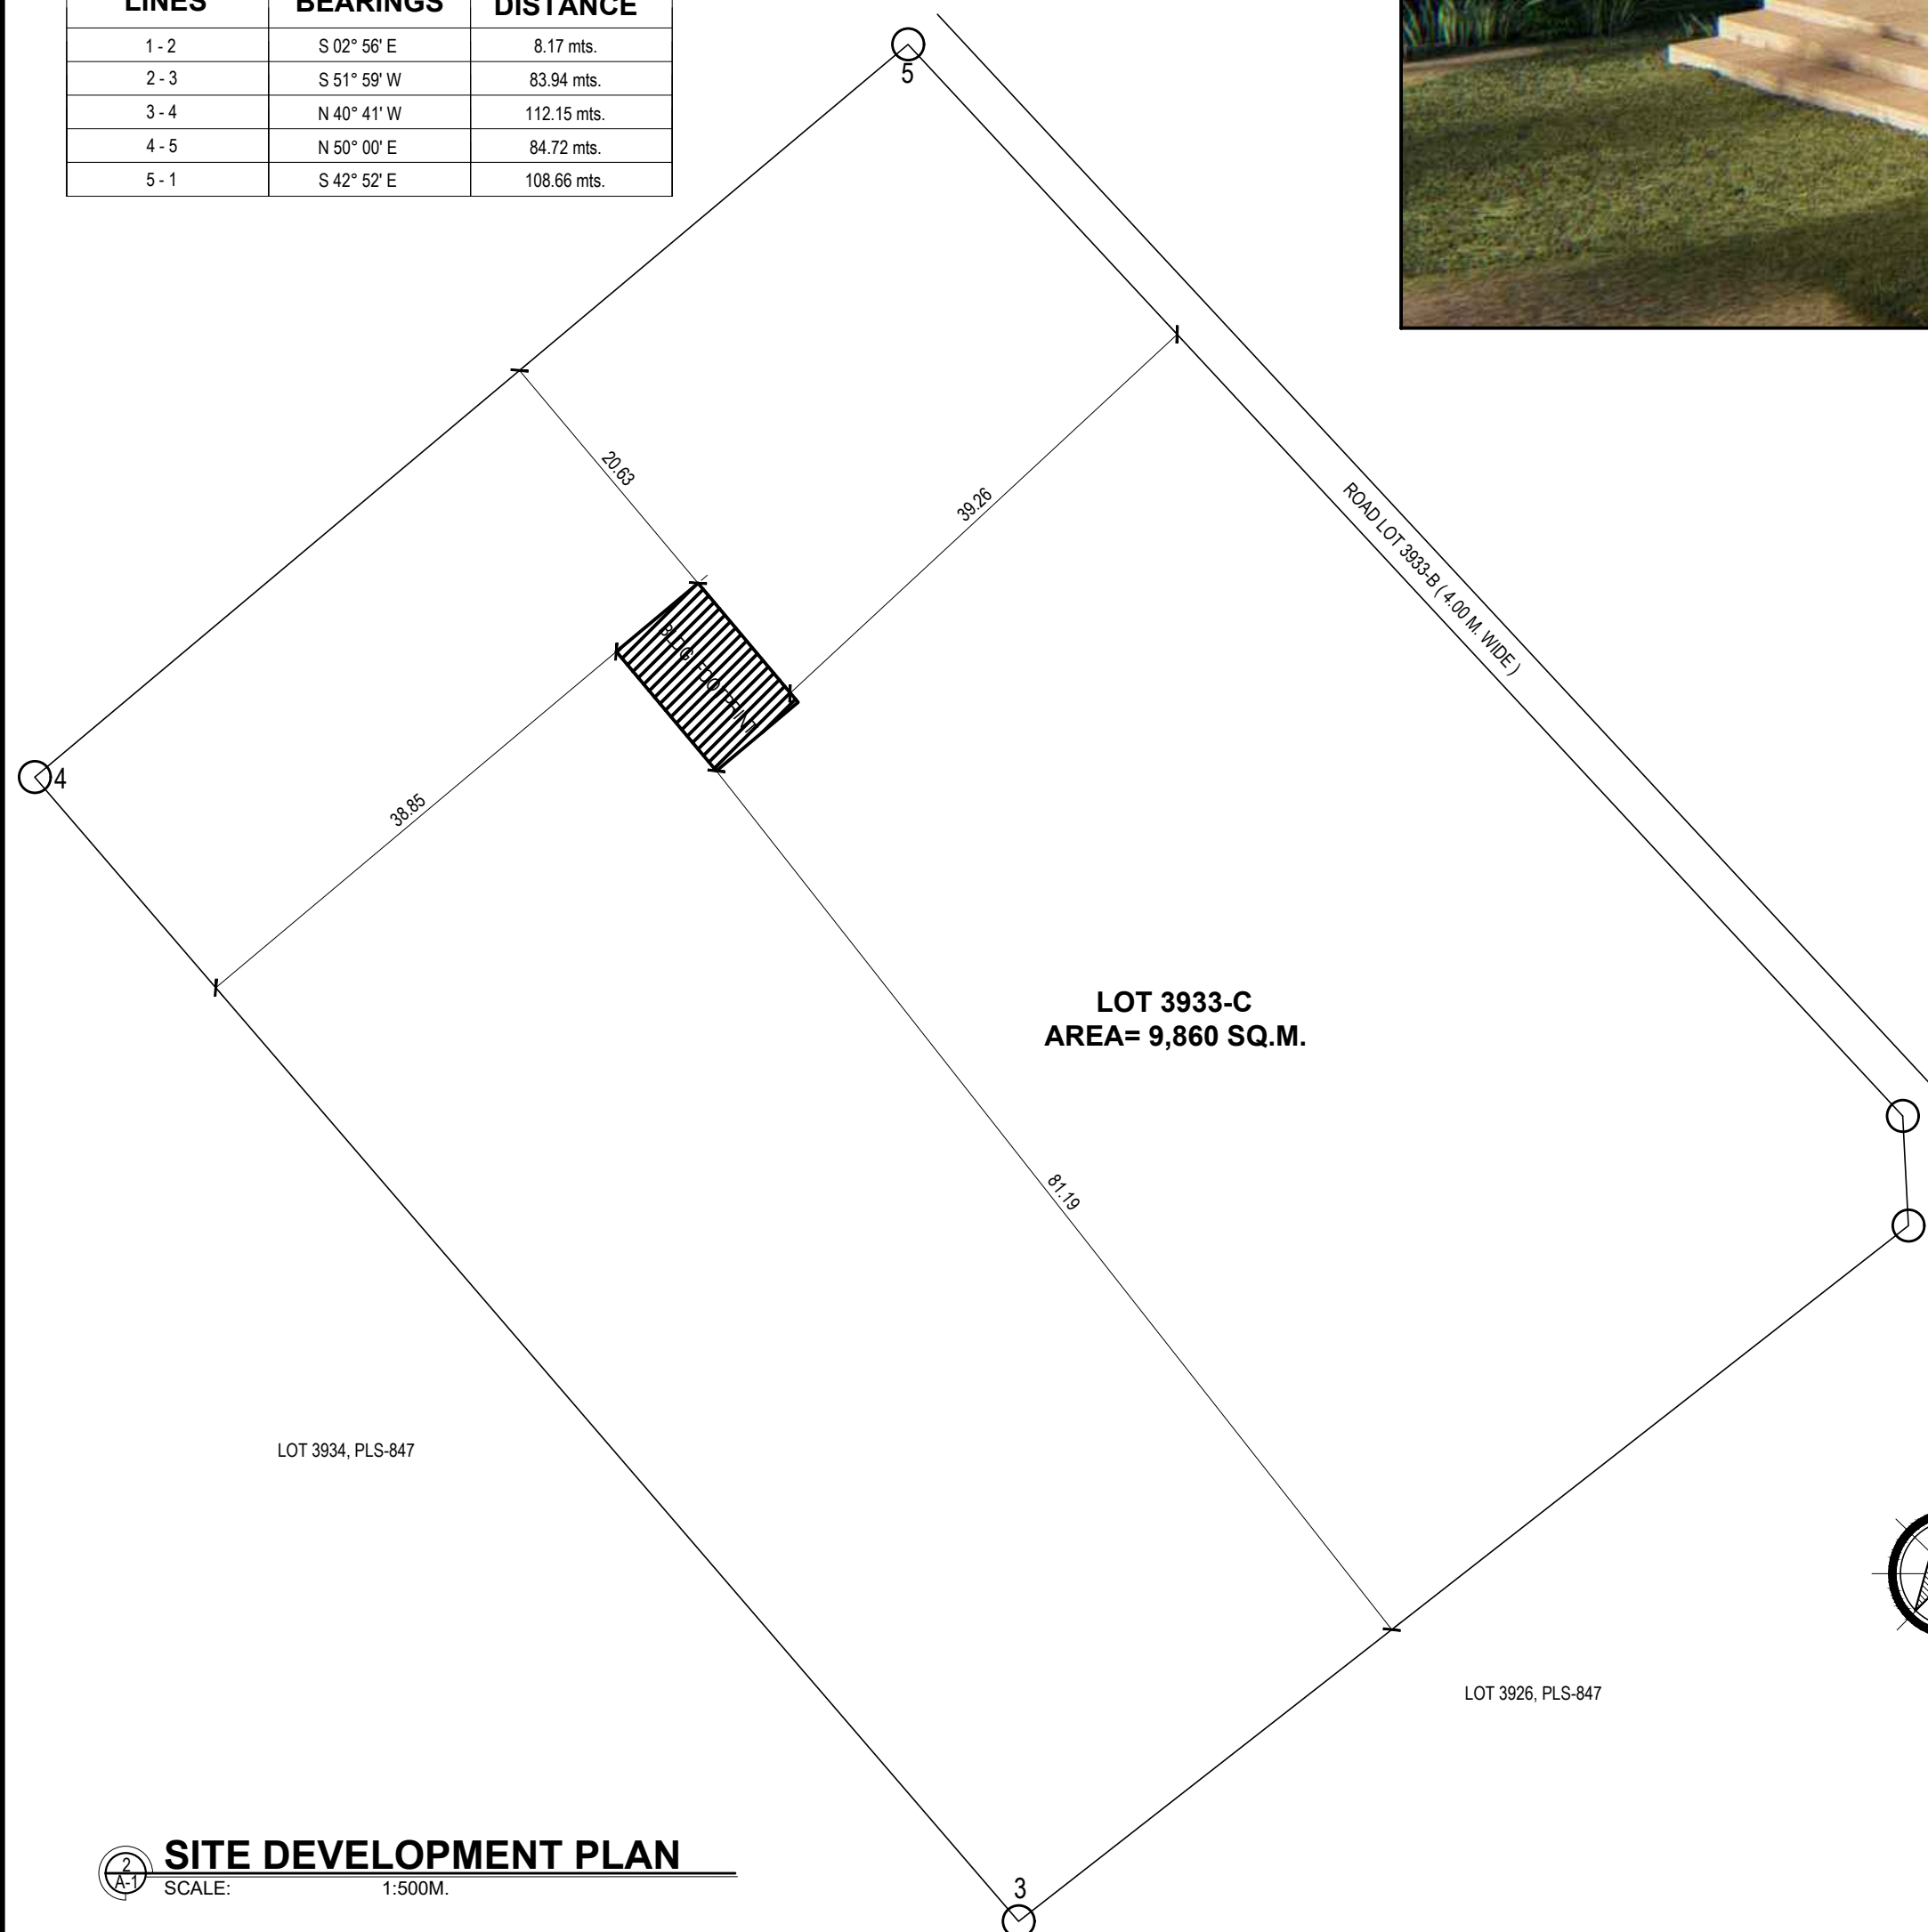 LINES BEARINGS DISTANCE
1 - 2 S 02° 56' E 8.17 mts.
2 - 3 S 51° 59' W 83.94 mts.
3 - 4 N 40° 41' W 112.15 mts.
4 - 5 N 50° 00' E 84.72 mts.
5 - 1 S 42° 52' E 108.66 mts.
5
20.63
39.26
ROAD LOT 3933-B ( 4.00 M. WIDE )
BLDG. FOOTPRINT
4
38.85
LOT 3933-C
AREA= 9,860 SQ.M.
81.19
LOT 3934, PLS-847
LOT 3926, PLS-847
2
A-1
SITE DEVELOPMENT PLAN
SCALE: 1:500M.
3